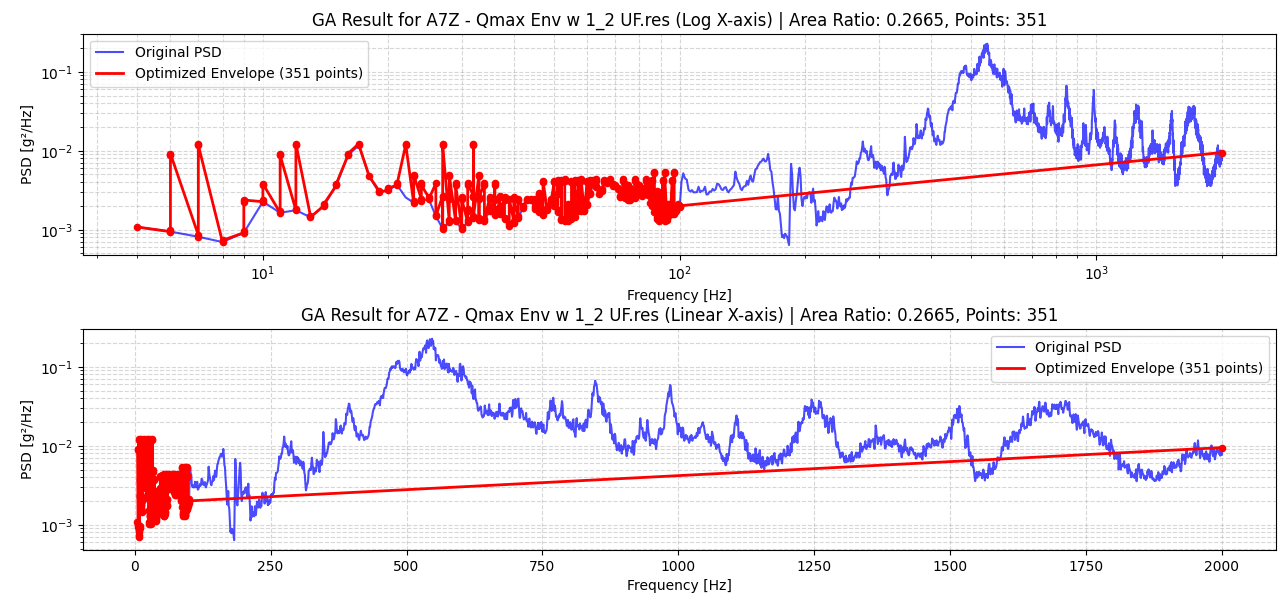 GA Result for A7Z - Qmax Env w 1_2 UF.res (Log X-axis) | Area Ratio: 0.2665, Points: 351
Original PSD
Optimized Envelope (351 points)
PSD [g²/Hz]
10⁻¹
10⁻²
10⁻³
10¹
10²
10³
Frequency [Hz]
GA Result for A7Z - Qmax Env w 1_2 UF.res (Linear X-axis) | Area Ratio: 0.2665, Points: 351
Original PSD
Optimized Envelope (351 points)
PSD [g²/Hz]
10⁻¹
10⁻²
10⁻³
0
250
500
750
1000
1250
1500
1750
2000
Frequency [Hz]